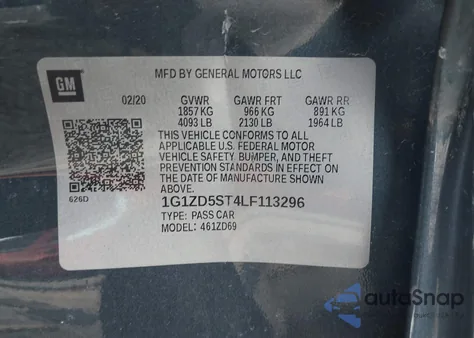 GM
MFD BY GENERAL MOTORS LLC
02/20 GVWR GAWR FRT GAWR RR
1857 KG 966 KG 891 KG
4093 LB 2130 LB 1964 LB
THIS VEHICLE CONFORMS TO ALL
APPLICABLE U.S. FEDERAL MOTOR
VEHICLE SAFETY, BUMPER, AND THEFT
PREVENTION STANDARDS IN EFFECT ON
THE DATE OF MANUFACTURE SHOWN
ABOVE.
626D
1G1ZD5ST4LF113296
TYPE: PASS CAR
MODEL: 461ZD69
autoSnap